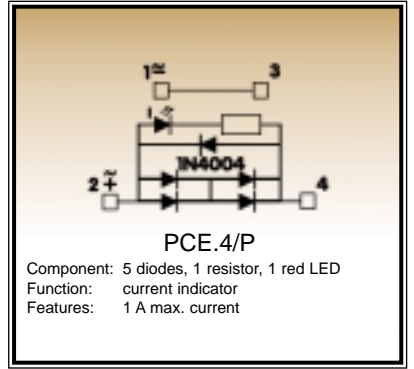 1≂ 3
1N4004
2 ~+ 4
PCE.4/P
Component: 5 diodes, 1 resistor, 1 red LED
Function: current indicator
Features: 1 A max. current